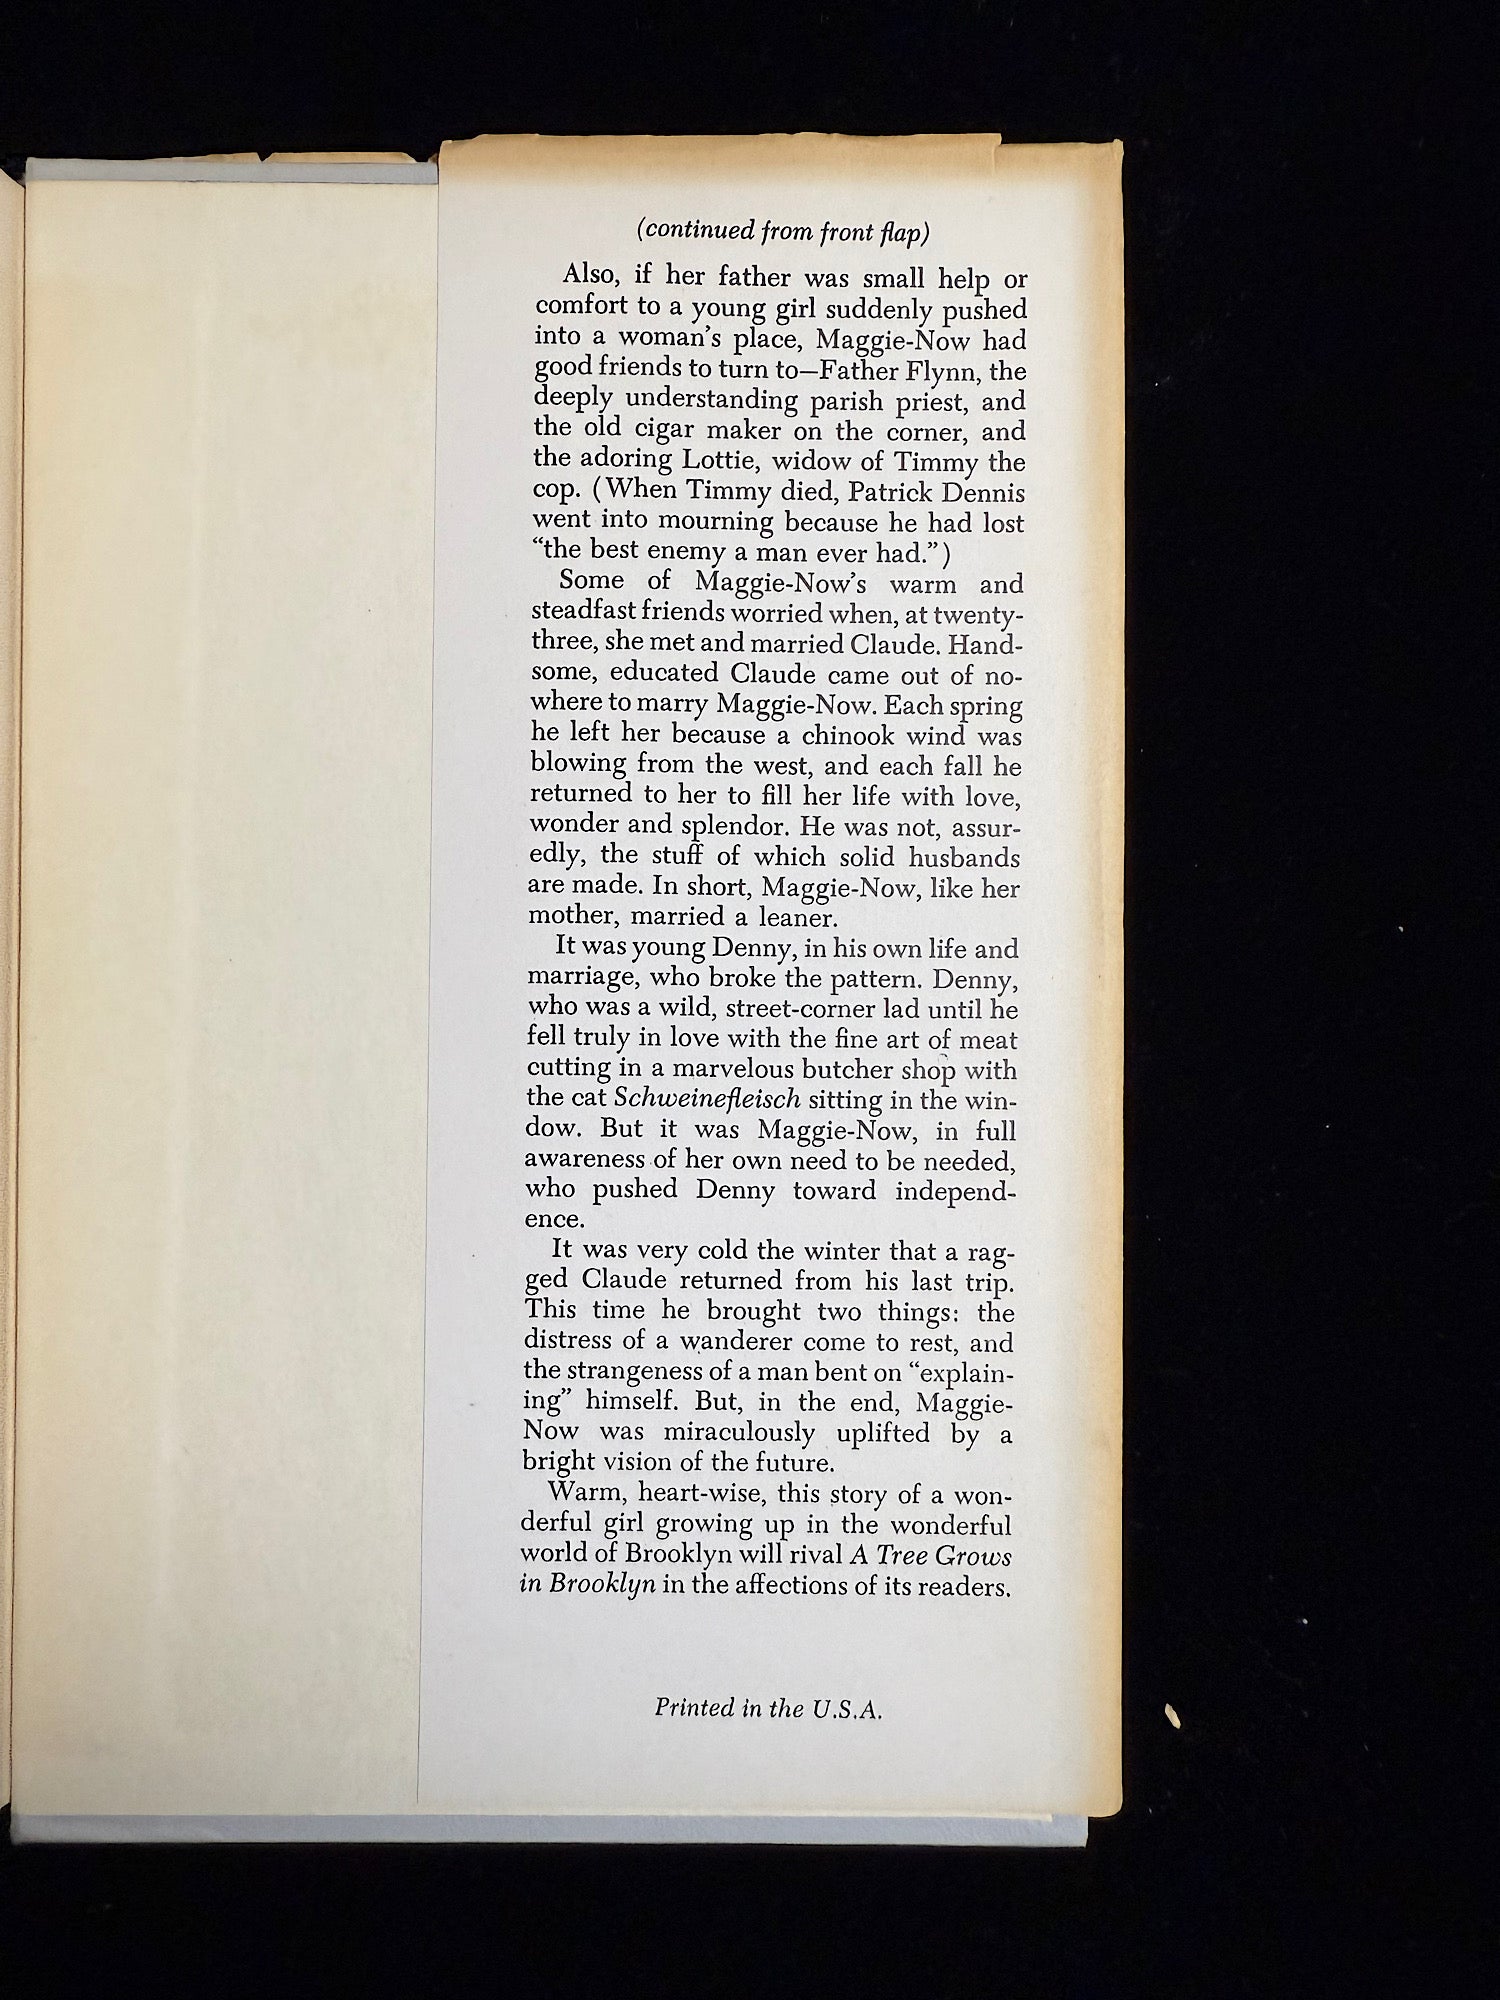 (continued from front flap)
Also, if her father was small help or
comfort to a young girl suddenly pushed
into a woman's place, Maggie-Now had
good friends to turn to—Father Flynn, the
deeply understanding parish priest, and
the old cigar maker on the corner, and
the adoring Lottie, widow of Timmy the
cop. (When Timmy died, Patrick Dennis
went into mourning because he had lost
“the best enemy a man ever had.”)
Some of Maggie-Now's warm and
steadfast friends worried when, at twenty-
three, she met and married Claude. Hand-
some, educated Claude came out of no-
where to marry Maggie-Now. Each spring
he left her because a chinook wind was
blowing from the west, and each fall he
returned to her to fill her life with love,
wonder and splendor. He was not, assur-
edly, the stuff of which solid husbands
are made. In short, Maggie-Now, like her
mother, married a leaner.
It was young Denny, in his own life and
marriage, who broke the pattern. Denny,
who was a wild, street-corner lad until he
fell truly in love with the fine art of meat
cutting in a marvelous butcher shop with
the cat Schweinefleisch sitting in the win-
dow. But it was Maggie-Now, in full
awareness of her own need to be needed,
who pushed Denny toward independ-
ence.
It was very cold the winter that a rag-
ged Claude returned from his last trip.
This time he brought two things: the
distress of a wanderer come to rest, and
the strangeness of a man bent on “explain-
ing” himself. But, in the end, Maggie-
Now was miraculously uplifted by a
bright vision of the future.
Warm, heart-wise, this story of a won-
derful girl growing up in the wonderful
world of Brooklyn will rival A Tree Grows
in Brooklyn in the affections of its readers.
Printed in the U.S.A.